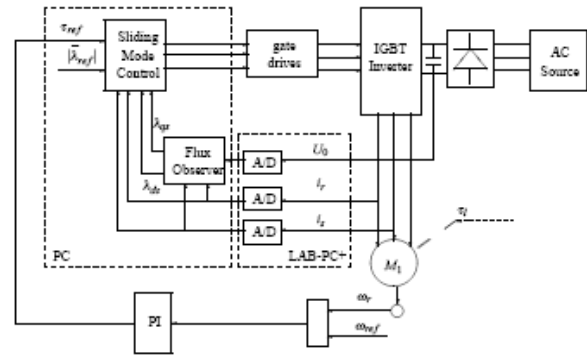 τref
|λ̄ref|
Sliding
Mode
Control
gate
drives
IGBT
Inverter
AC
Source
λqs
λds
Flux
Observer
A/D
U0
A/D
ir
A/D
is
τl
PC
LAB-PC+
M1
ωr
ωref
PI